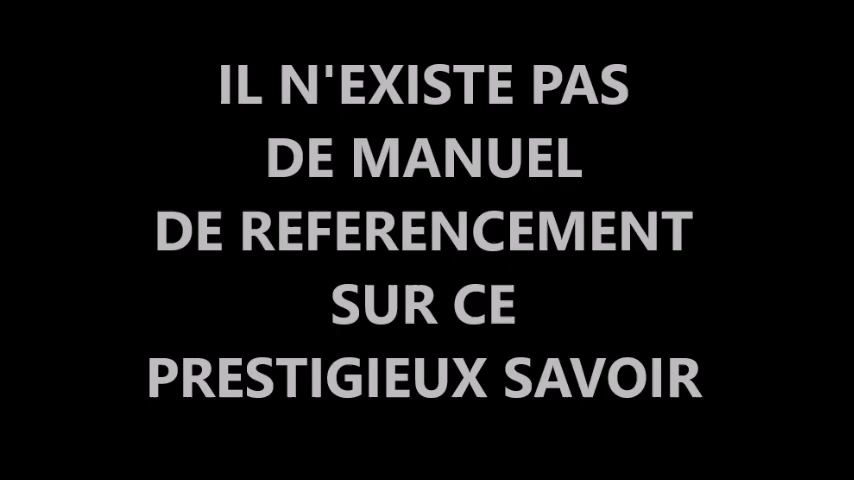 IL N'EXISTE PAS
DE MANUEL
DE REFERENCEMENT
SUR CE
PRESTIGIEUX SAVOIR